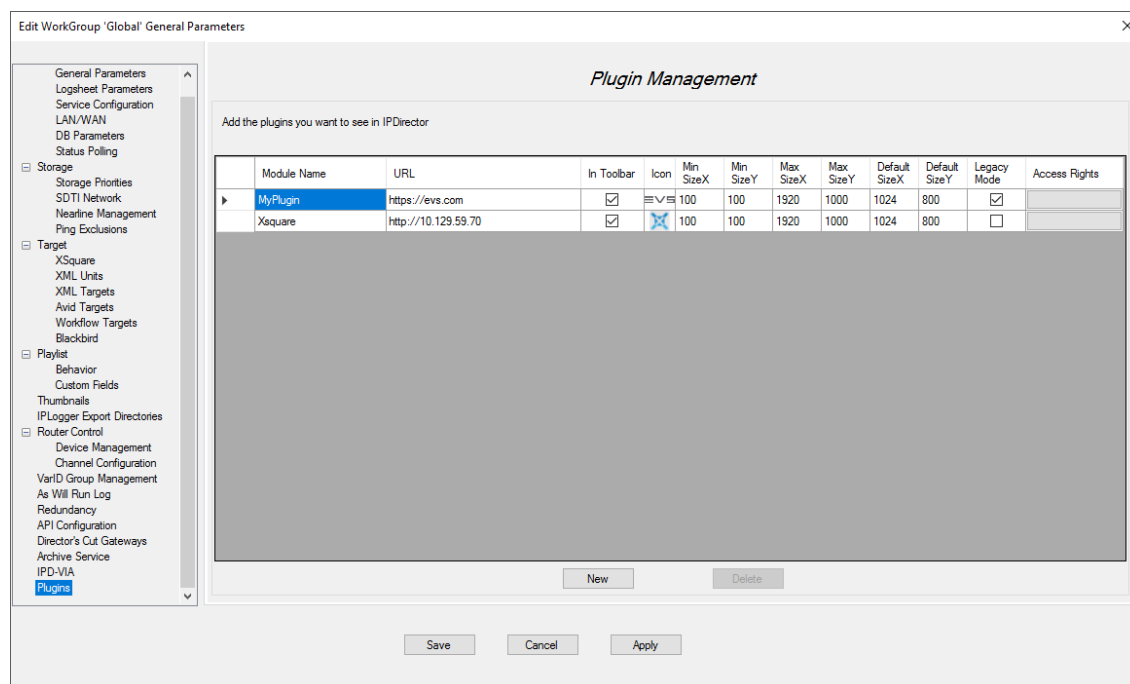 Edit WorkGroup 'Global' General Parameters
General Parameters
Logsheet Parameters
Service Configuration
LAN/WAN
DB Parameters
Status Polling
Storage
Storage Priorities
SDTI Network
Nearline Management
Ping Exclusions
Target
XSquare
XML Units
XML Targets
Avid Targets
Workflow Targets
Blackbird
Playlist
Behavior
Custom Fields
Thumbnails
IPLogger Export Directories
Router Control
Device Management
Channel Configuration
VarID Group Management
As Will Run Log
Redundancy
API Configuration
Director's Cut Gateways
Archive Service
IPD-VIA
Plugins
Plugin Management
Add the plugins you want to see in IPDirector
Module Name URL In Toolbar Icon Min SizeX Min SizeY Max SizeX Max SizeY Default SizeX Default SizeY Legacy Mode Access Rights
MyPlugin https://evs.com EVS 100 100 1920 1000 1024 800
Xsquare http://10.129.59.70 100 100 1920 1000 1024 800
New Delete
Save Cancel Apply